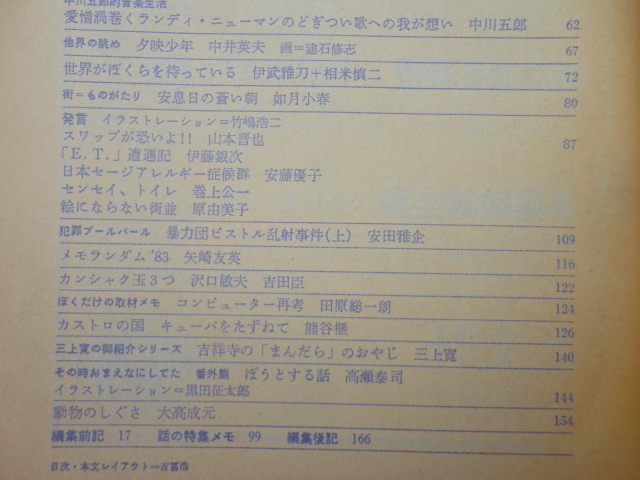 中川五郎的音楽生活
愛憎渦巻くランディ・ニューマンのどぎつい歌への我が想い　中川五郎　62
他界の眺め　夕映少年　中井英夫　画＝建石修志　67
世界がぼくらを待っている　伊武雅刀＋相米慎二　72
街＝ものがたり　安息日の蒼い朝　如月小春　80
発言　イラストレーション＝竹嶋浩二　87
スワップが恐いよ!!　山本晋也
「E.T.」遭遇記　伊藤銀次
日本セージアレルギー症候群　安藤優子
センセイ、トイレ　巻上公一
絵にならない街並　原由美子
犯罪ブールバール　暴力団ピストル乱射事件(上)　安田雅企　109
メモランダム'83　矢崎友英　116
カンシャク玉3つ　沢口敏夫　吉田臣　122
ぼくだけの取材メモ　コンピューター再考　田原総一朗　124
カストロの国　キューバをたずねて　熊谷榧　126
三上寛の御紹介シリーズ　吉祥寺の「まんだら」のおやじ　三上寛　140
その時おまえなにしてた　番外篇　ぼうとする話　高瀬泰司
イラストレーション＝黒田征太郎　144
動物のしぐさ　大高成元　154
編集前記　17　話の特集メモ　99　編集後記　166
目次・本文レイアウト＝吉冨浩